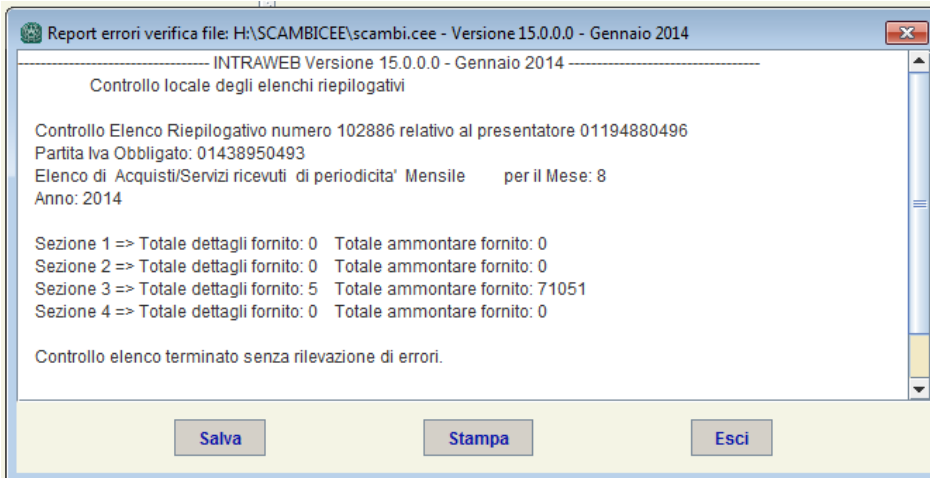 Report errori verifica file: H:\SCAMBICEE\scambi.cee - Versione 15.0.0.0 - Gennaio 2014
---------------------------------- INTRAWEB Versione 15.0.0.0 - Gennaio 2014 ----------------------------------
Controllo locale degli elenchi riepilogativi
Controllo Elenco Riepilogativo numero 102886 relativo al presentatore 01194880496
Partita Iva Obbligato: 01438950493
Elenco di Acquisti/Servizi ricevuti di periodicita' Mensile per il Mese: 8
Anno: 2014
Sezione 1 => Totale dettagli fornito: 0 Totale ammontare fornito: 0
Sezione 2 => Totale dettagli fornito: 0 Totale ammontare fornito: 0
Sezione 3 => Totale dettagli fornito: 5 Totale ammontare fornito: 71051
Sezione 4 => Totale dettagli fornito: 0 Totale ammontare fornito: 0
Controllo elenco terminato senza rilevazione di errori.
Salva Stampa Esci